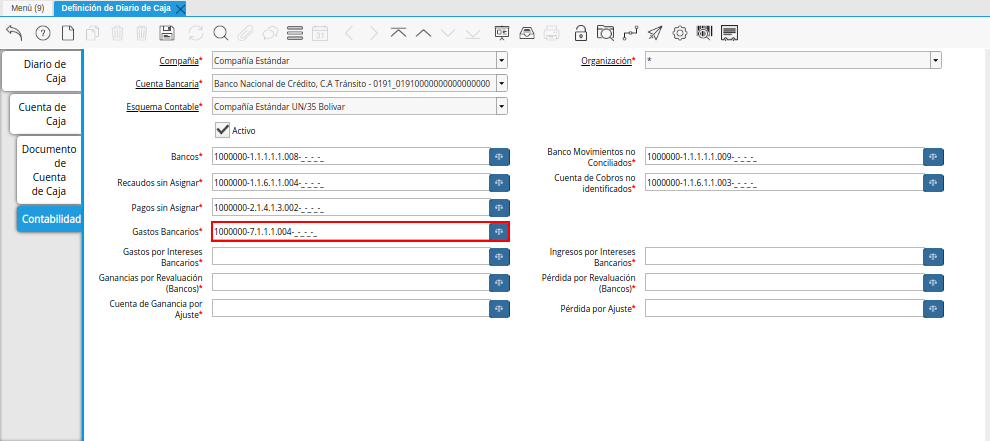 Menú (9)
Definición de Diario de Caja
Diario de
Caja
Cuenta de
Caja
Documento
de
Cuenta
de Caja
Contabilidad
Compañía*
Compañía Estándar
Organización*
*
Cuenta Bancaria*
Banco Nacional de Crédito, C.A Tránsito - 0191_01910000000000000000
Esquema Contable*
Compañía Estándar UN/35 Bolivar
Activo
Bancos*
1000000-1.1.1.1.1.008-_-_-_-_
Banco Movimientos no
Conciliados*
1000000-1.1.1.1.1.009-_-_-_-_
Recaudos sin Asignar*
1000000-1.1.6.1.1.004-_-_-_-_
Cuenta de Cobros no
identificados*
1000000-1.1.6.1.1.003-_-_-_-_
Pagos sin Asignar*
1000000-2.1.4.1.3.002-_-_-_-_
Gastos Bancarios*
1000000-7.1.1.1.004-_-_-_-_
Gastos por Intereses
Bancarios*
Ingresos por Intereses
Bancarios*
Ganancias por Revaluación
(Bancos)*
Pérdida por Revaluación
(Bancos)*
Cuenta de Ganancia por
Ajuste*
Pérdida por Ajuste*